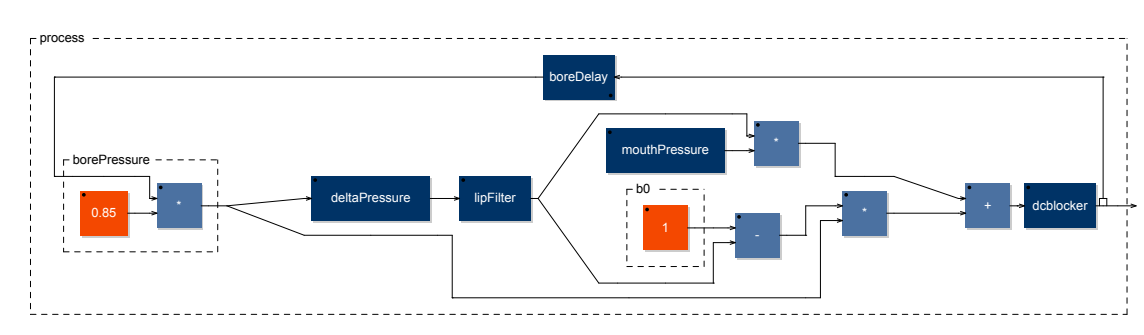 process
boreDelay
borePressure
0.85
*
deltaPressure
lipFilter
mouthPressure
*
b0
1
-
*
+
dcblocker